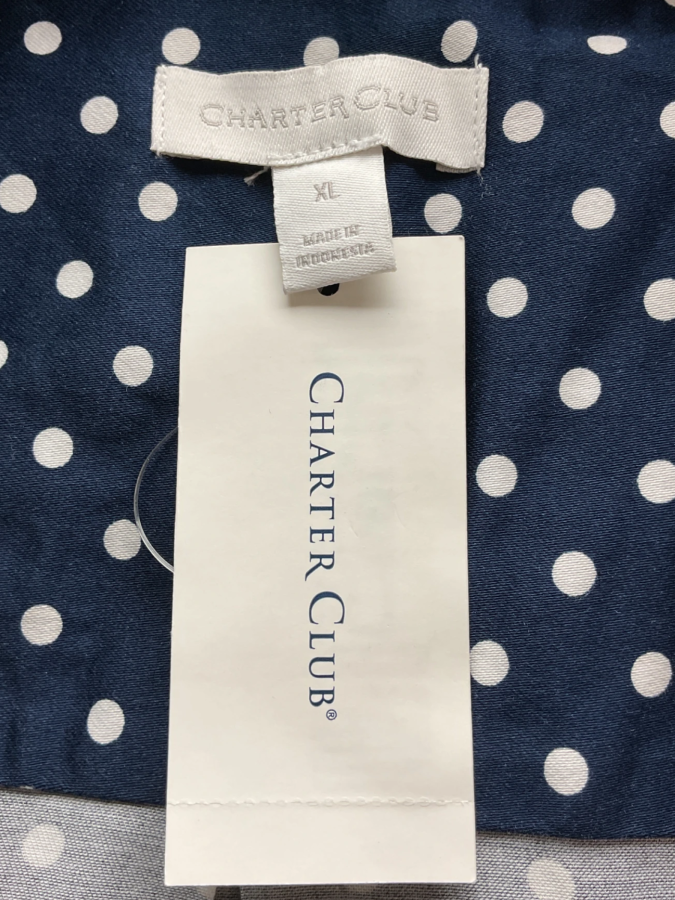 CHARTER CLUB
XL
MADE IN
INDONESIA
CHARTER CLUB®